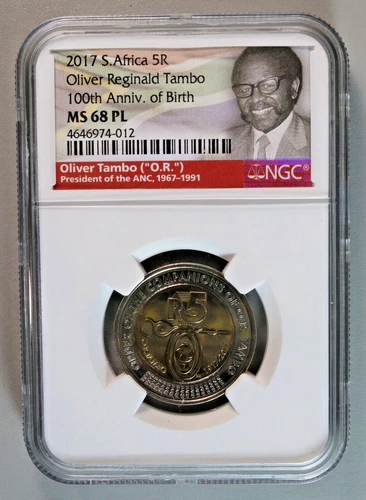 2017 S.Africa 5R
Oliver Reginald Tambo
100th Anniv. of Birth
MS 68 PL
4646974-012
Oliver Tambo ("O.R.")
President of the ANC, 1967–1991
NGC®
R5
COMPANIONS OF OR TAMBO